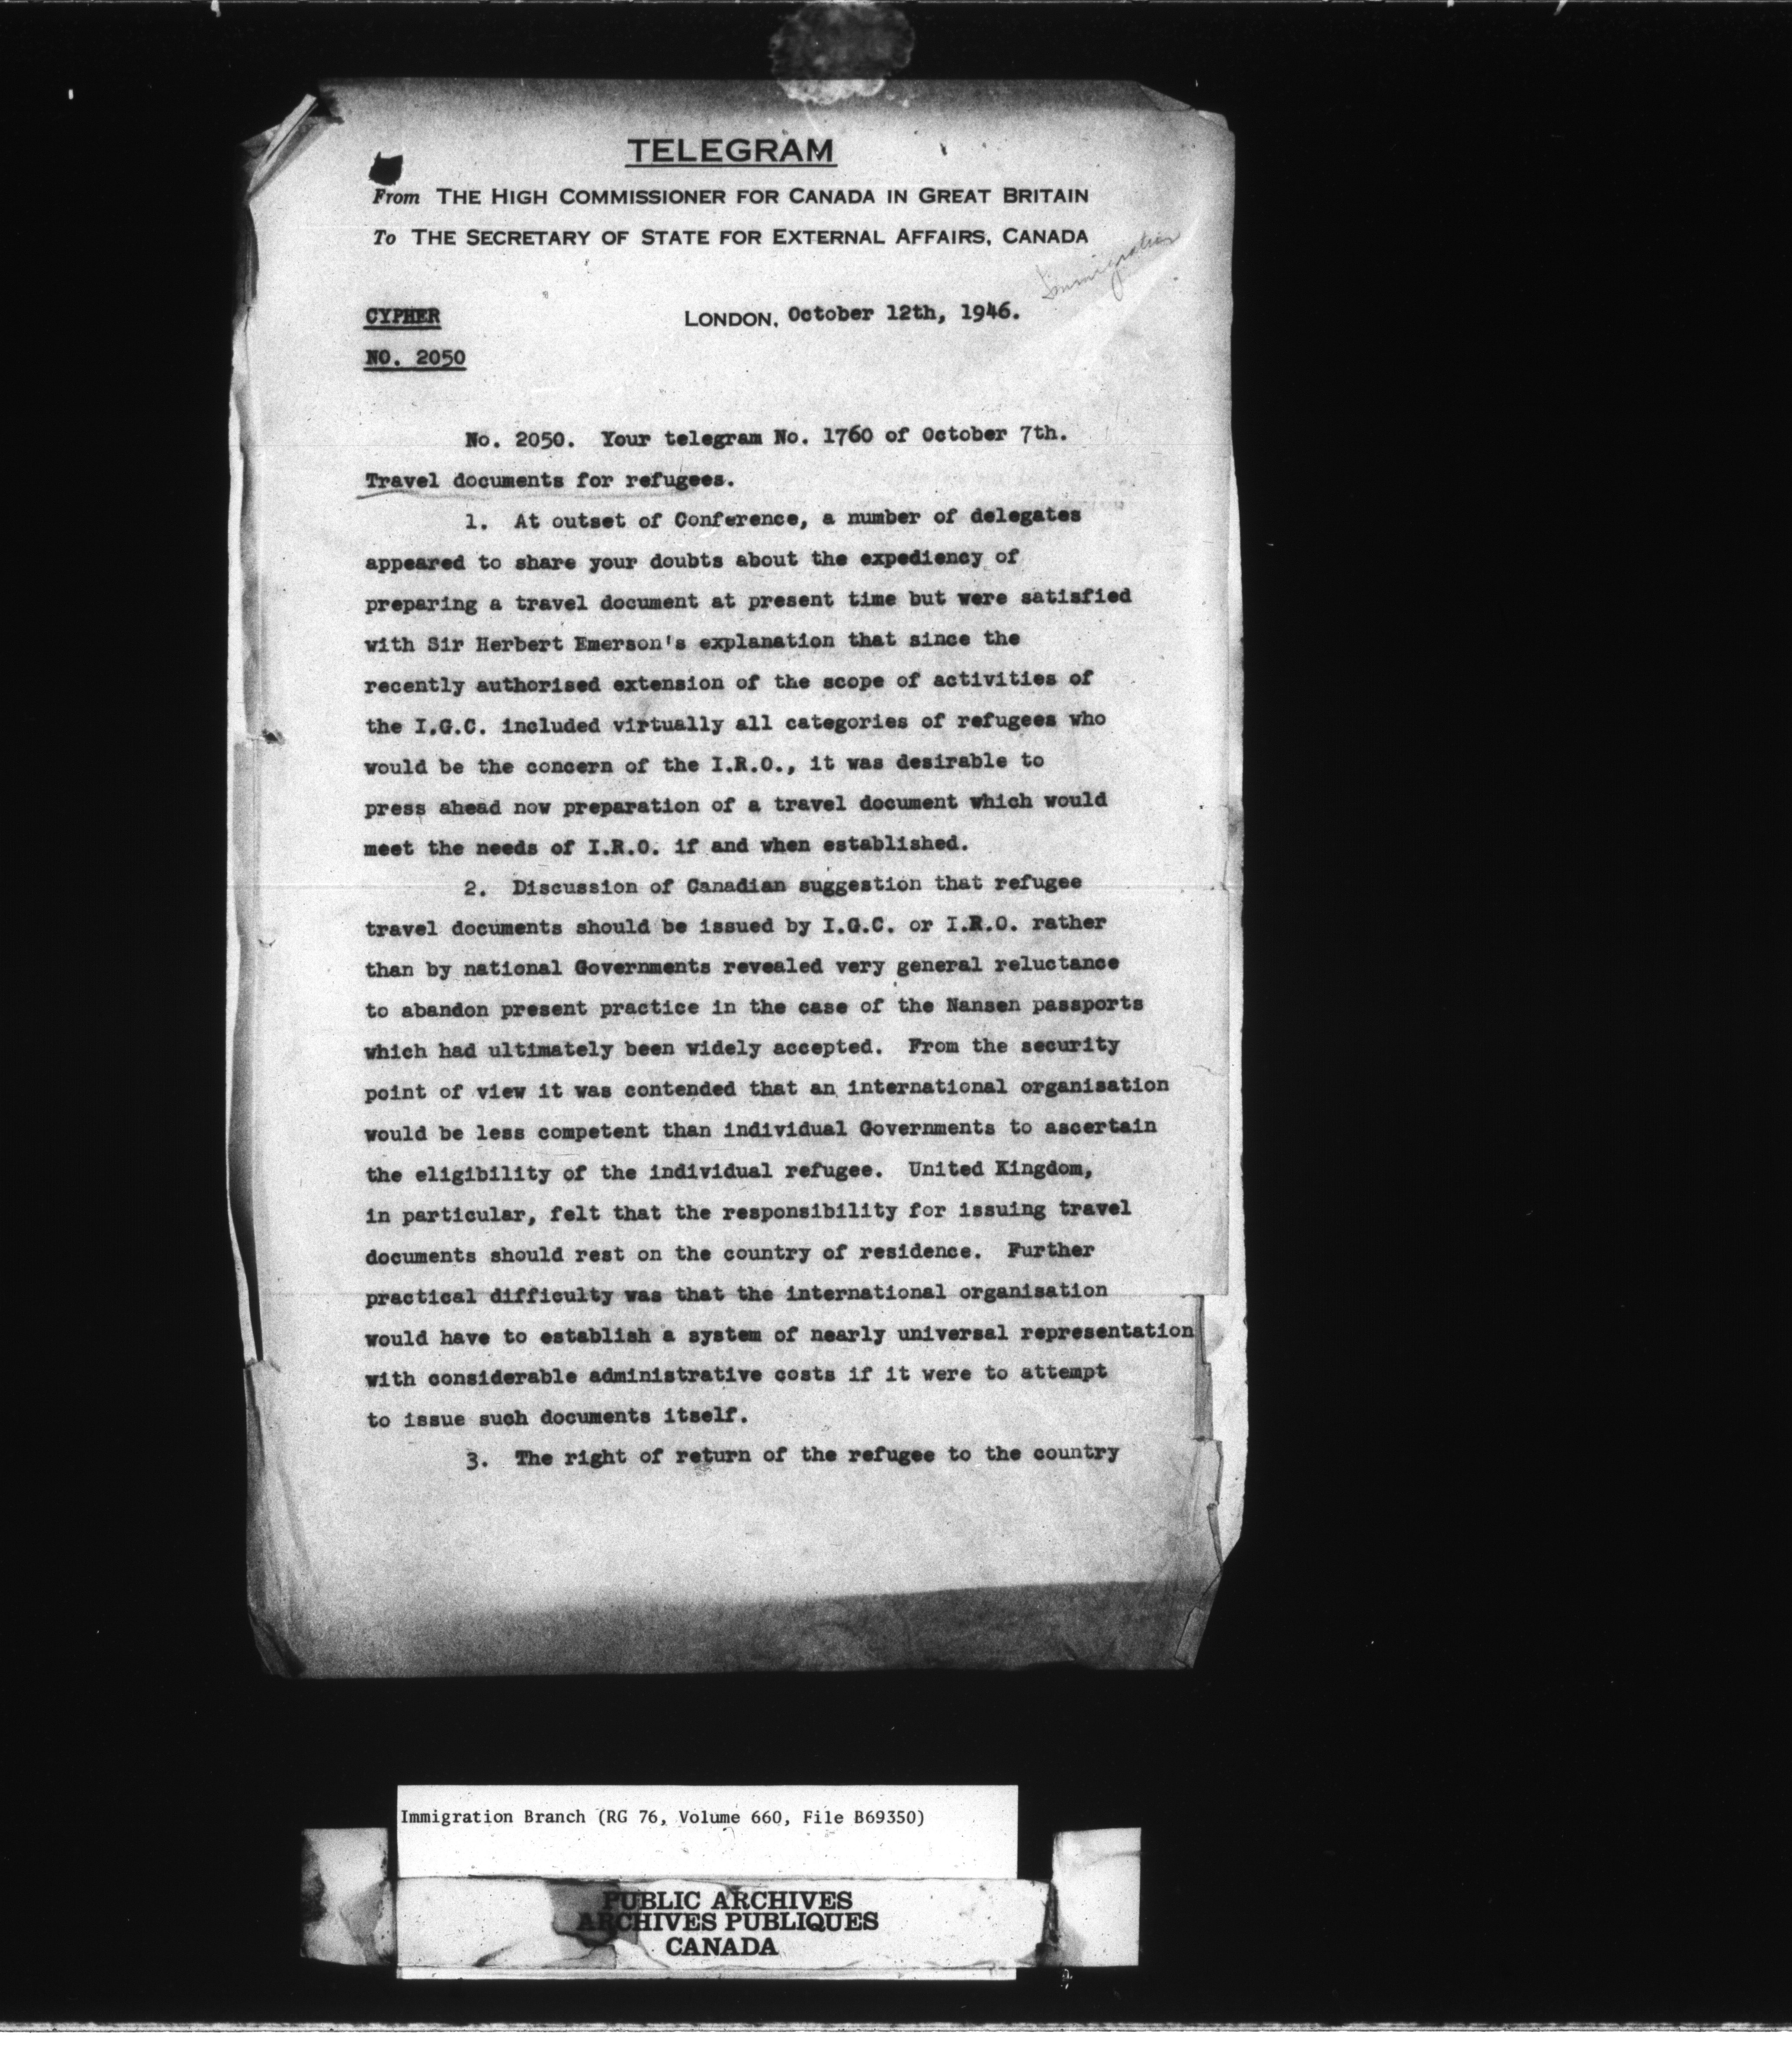 TELEGRAM
From THE HIGH COMMISSIONER FOR CANADA IN GREAT BRITAIN
To THE SECRETARY OF STATE FOR EXTERNAL AFFAIRS, CANADA
Immigration
CYPHER
LONDON, October 12th, 1946.
NO. 2050
No. 2050. Your telegram No. 1760 of October 7th.
Travel documents for refugees.
1. At outset of Conference, a number of delegates
appeared to share your doubts about the expediency of
preparing a travel document at present time but were satisfied
with Sir Herbert Emerson's explanation that since the
recently authorised extension of the scope of activities of
the I.G.C. included virtually all categories of refugees who
would be the concern of the I.R.O., it was desirable to
press ahead now preparation of a travel document which would
meet the needs of I.R.O. if and when established.
2. Discussion of Canadian suggestion that refugee
travel documents should be issued by I.G.C. or I.R.O. rather
than by national Governments revealed very general reluctance
to abandon present practice in the case of the Nansen passports
which had ultimately been widely accepted. From the security
point of view it was contended that an international organisation
would be less competent than individual Governments to ascertain
the eligibility of the individual refugee. United Kingdom,
in particular, felt that the responsibility for issuing travel
documents should rest on the country of residence. Further
practical difficulty was that the international organisation
would have to establish a system of nearly universal representation
with considerable administrative costs if it were to attempt
to issue such documents itself.
3. The right of return of the refugee to the country
Immigration Branch (RG 76, Volume 660, File B69350)
PUBLIC ARCHIVES
ARCHIVES PUBLIQUES
CANADA